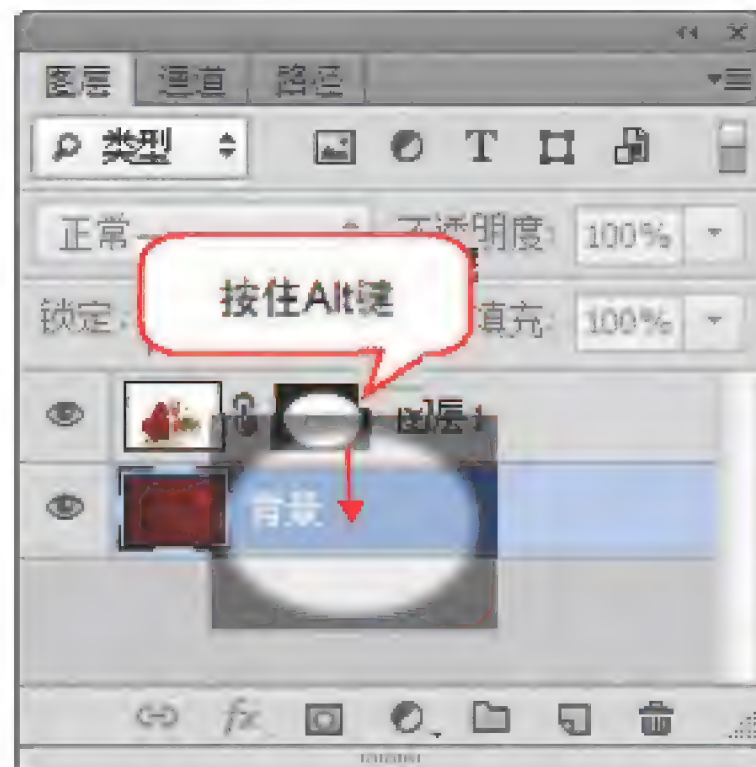 图层 通道 路径
类型 T
正常 不透明度: 100%
按住Alt键
锁定: 填充: 100%
图层 1
背景
fx